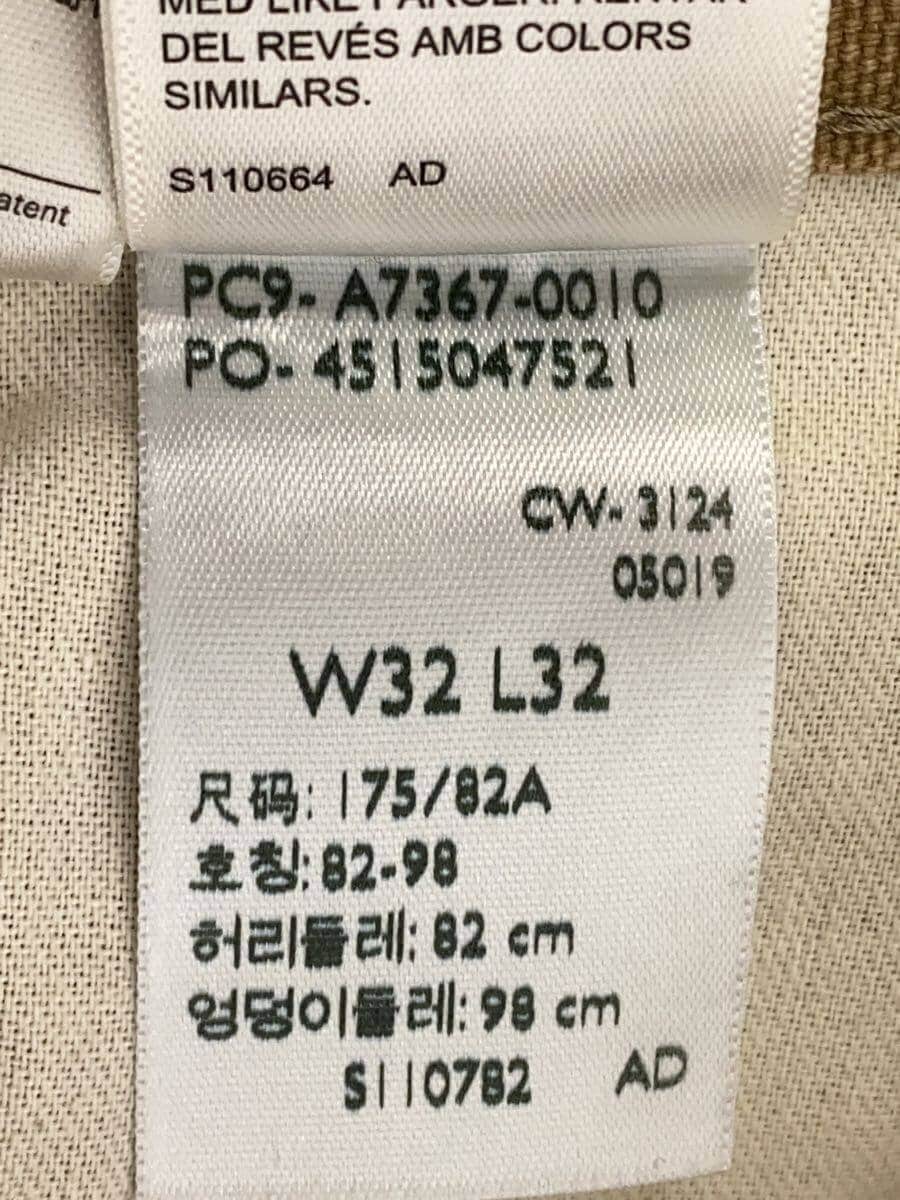 DEL REVÉS AMB COLORS
SIMILARS.
S110664 AD
atent
PC9- A7367-0010
PO- 4515047521
CW- 3124
05019
W32 L32
尺码: 175/82A
호칭: 82-98
허리둘레: 82 cm
엉덩이둘레: 98 cm
S110782 AD